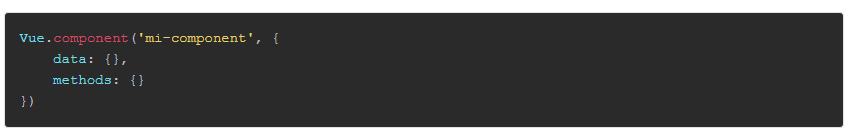 Vue.component('mi-component', {
    data: {},
    methods: {}
})